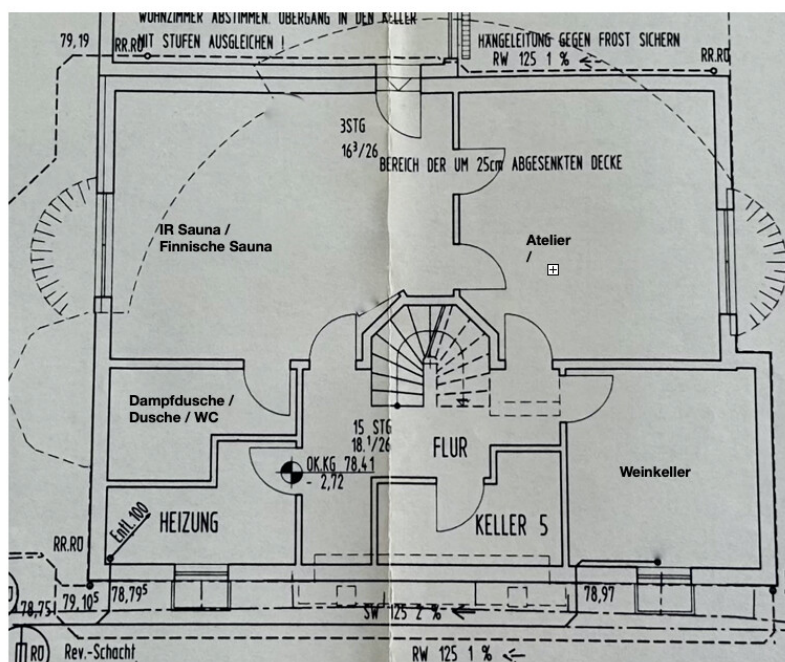 WOHNZIMMER ABSTIMMEN. ÜBERGANG IN DEN KELLER
MIT STUFEN AUSGLEICHEN !
79,19
RR.RO
HÄNGELEITUNG GEGEN FROST SICHERN
RW 125 1 %
RR.RO
3STG
16³/26
BEREICH DER UM 25cm ABGESENKTEN DECKE
IR Sauna /
Finnische Sauna
Atelier
/
Dampfdusche /
Dusche / WC
15 STG
18.¹/26
FLUR
OK.KG 78,41
- 2,72
Weinkeller
HEIZUNG
KELLER 5
Entl.100
RR.RO
78,75
79,10⁵
78,79⁵
SW 125 2 %
78,97
RO
Rev.-Schacht
RW 125 1 %